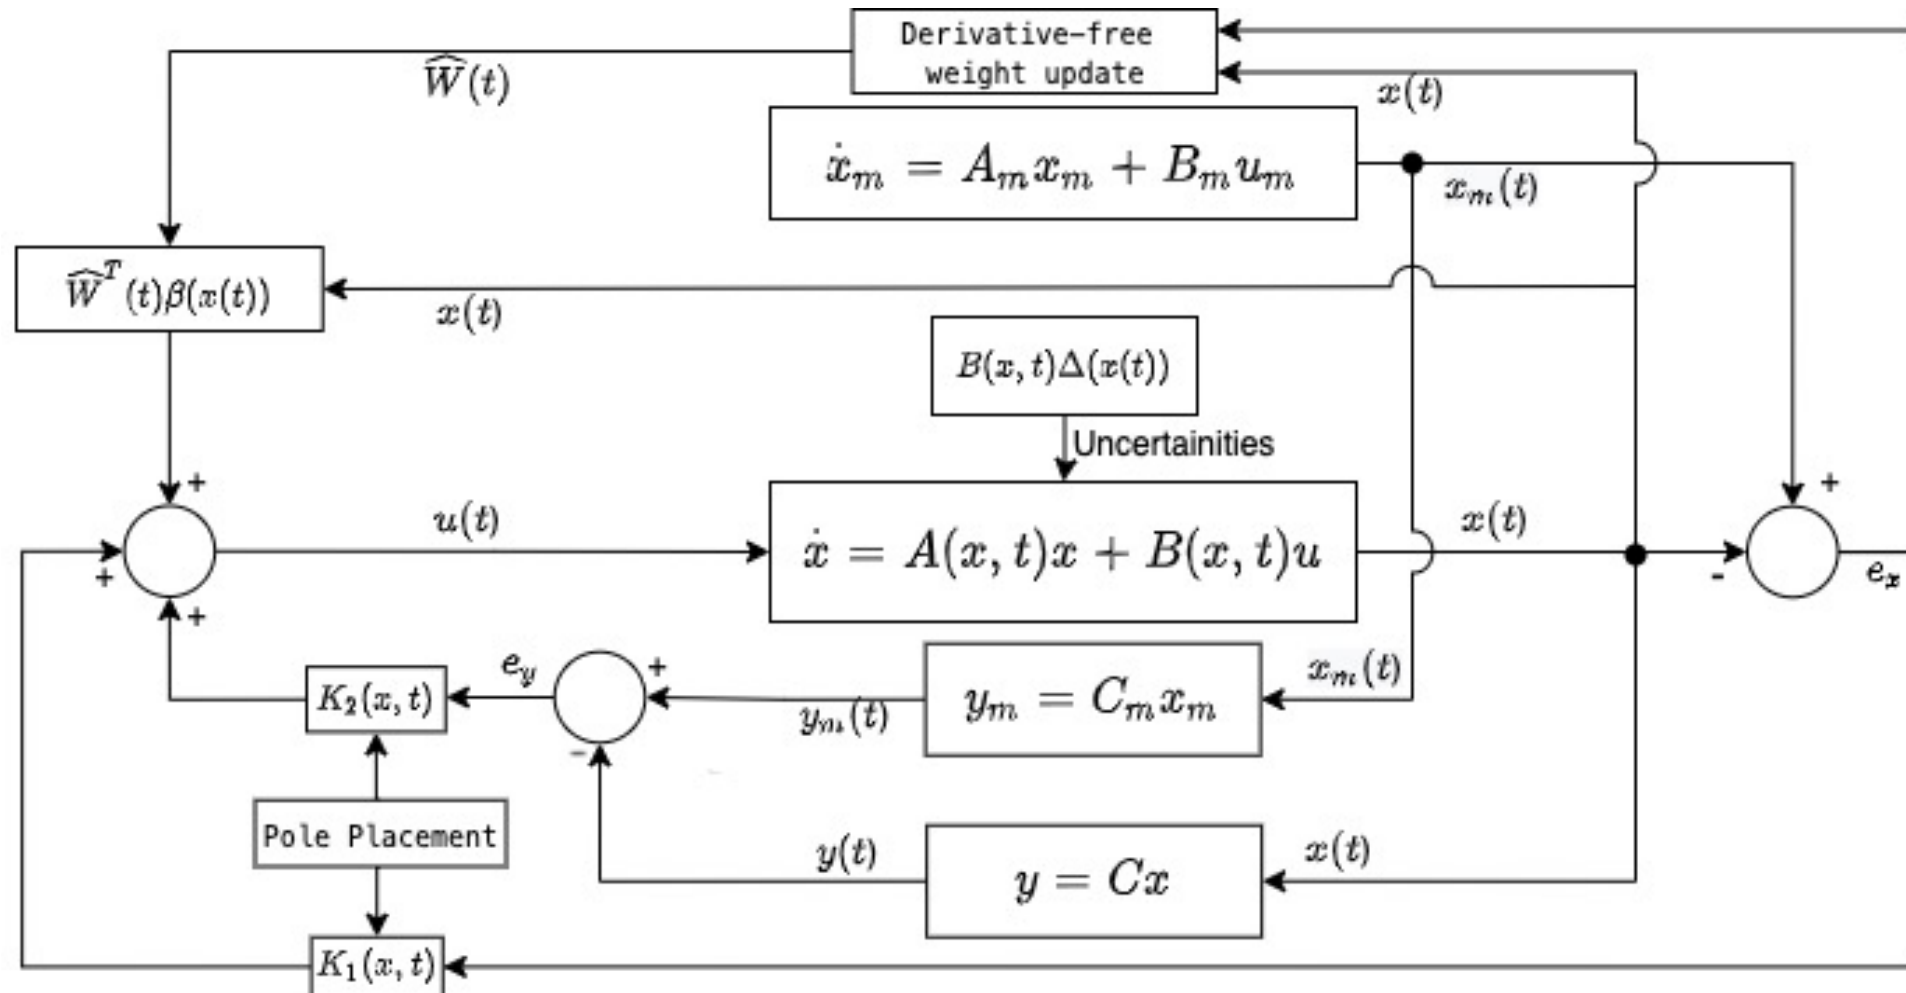 Derivative-free
weight update
Ŵ(t)
x(t)
ẋₘ = Aₘxₘ + Bₘuₘ
xₘ(t)
Ŵᵀ(t)β(x(t))
x(t)
B(x, t)Δ(x(t))
Uncertainities
+
u(t)
ẋ = A(x, t)x + B(x, t)u
x(t)
+
+
-
eₓ
+
K₂(x, t)
e_y
+
yₘ(t)
yₘ = Cₘxₘ
xₘ(t)
-
Pole Placement
y(t)
y = Cx
x(t)
K₁(x, t)